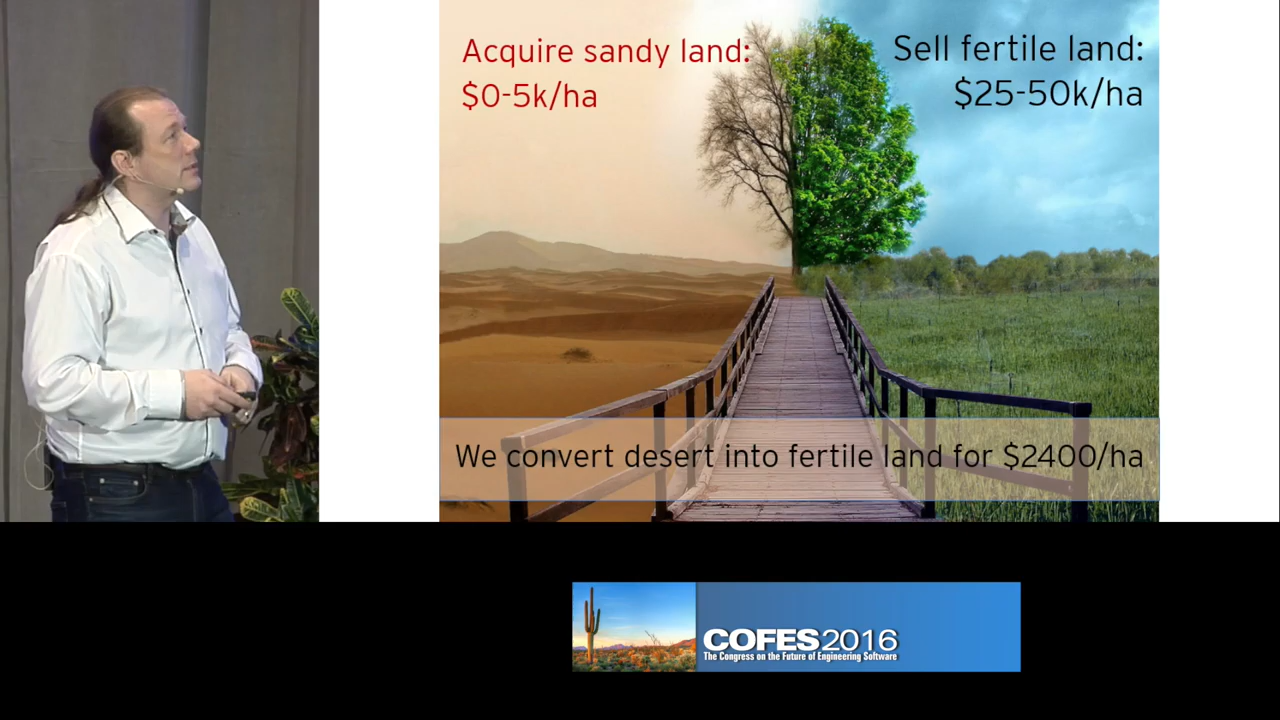 Acquire sandy land:
$0-5k/ha
Sell fertile land:
$25-50k/ha
We convert desert into fertile land for $2400/ha
COFES2016
The Congress on the Future of Engineering Software